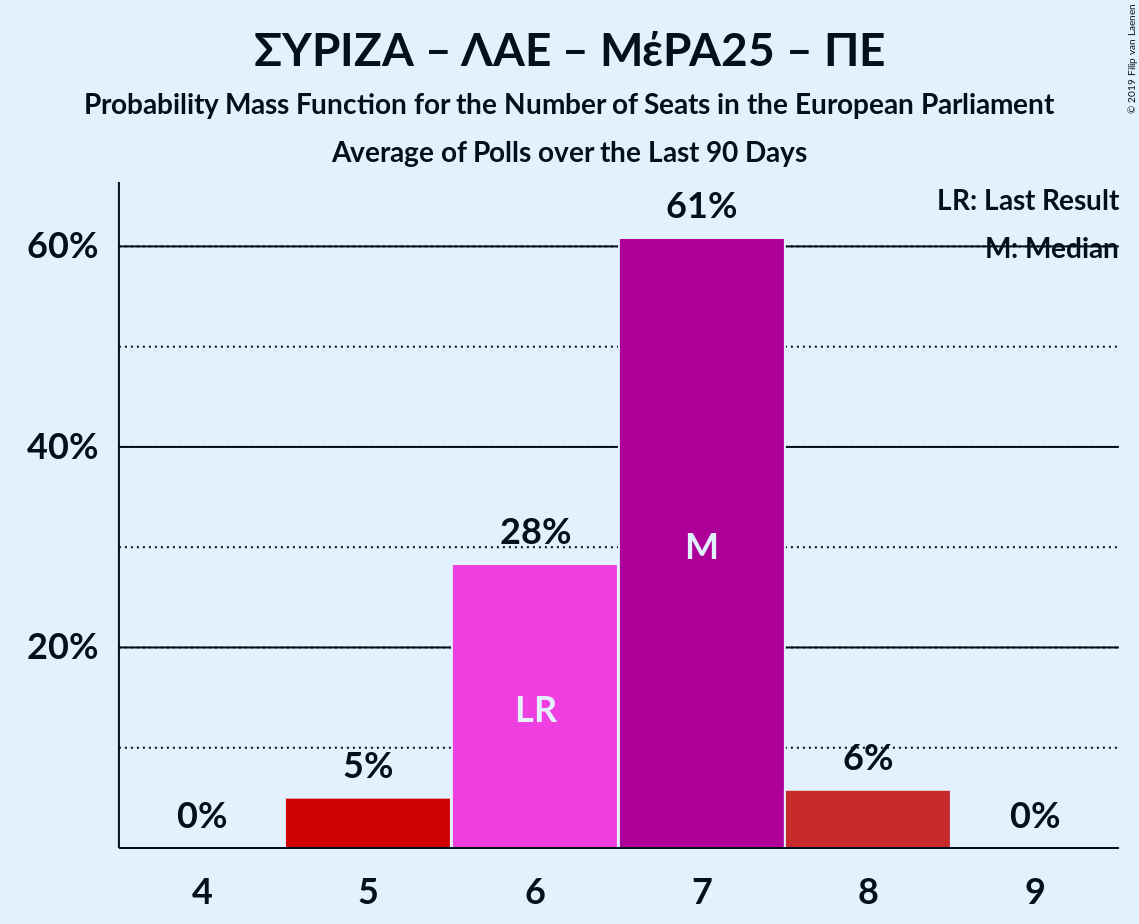 ΣΥΡΙΖΑ – ΛΑΕ – ΜέΡΑ25 – ΠΕ
Probability Mass Function for the Number of Seats in the European Parliament
Average of Polls over the Last 90 Days
© 2019 Filip van Laenen
LR: Last Result
M: Median
61%
60%
40%
28%
M
20%
LR
5%
6%
0%
0%
4 5 6 7 8 9